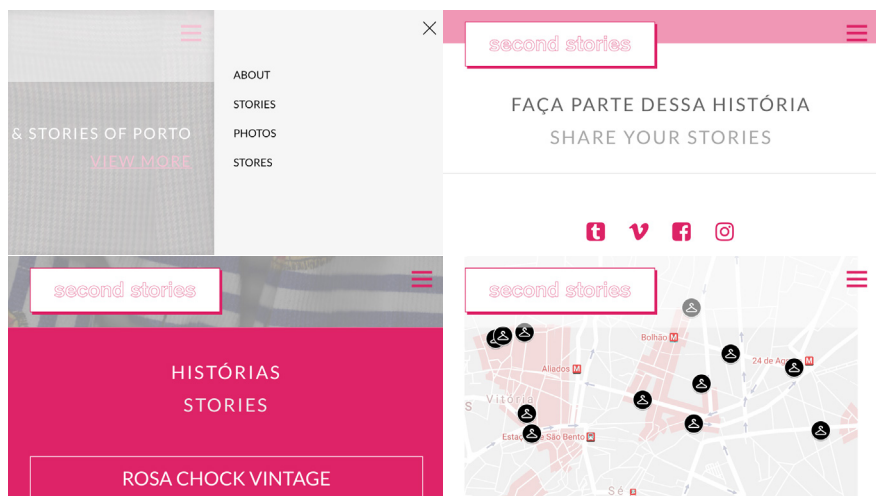 ABOUT
STORIES
PHOTOS
STORES
& STORIES OF PORTO
VIEW MORE
second stories
FAÇA PARTE DESSA HISTÓRIA
SHARE YOUR STORIES
second stories
HISTÓRIAS
STORIES
ROSA CHOCK VINTAGE
second stories
Bolhão M
24 de Ag M
Aliados M
S Vitória
Estaç e São Bento
Sé